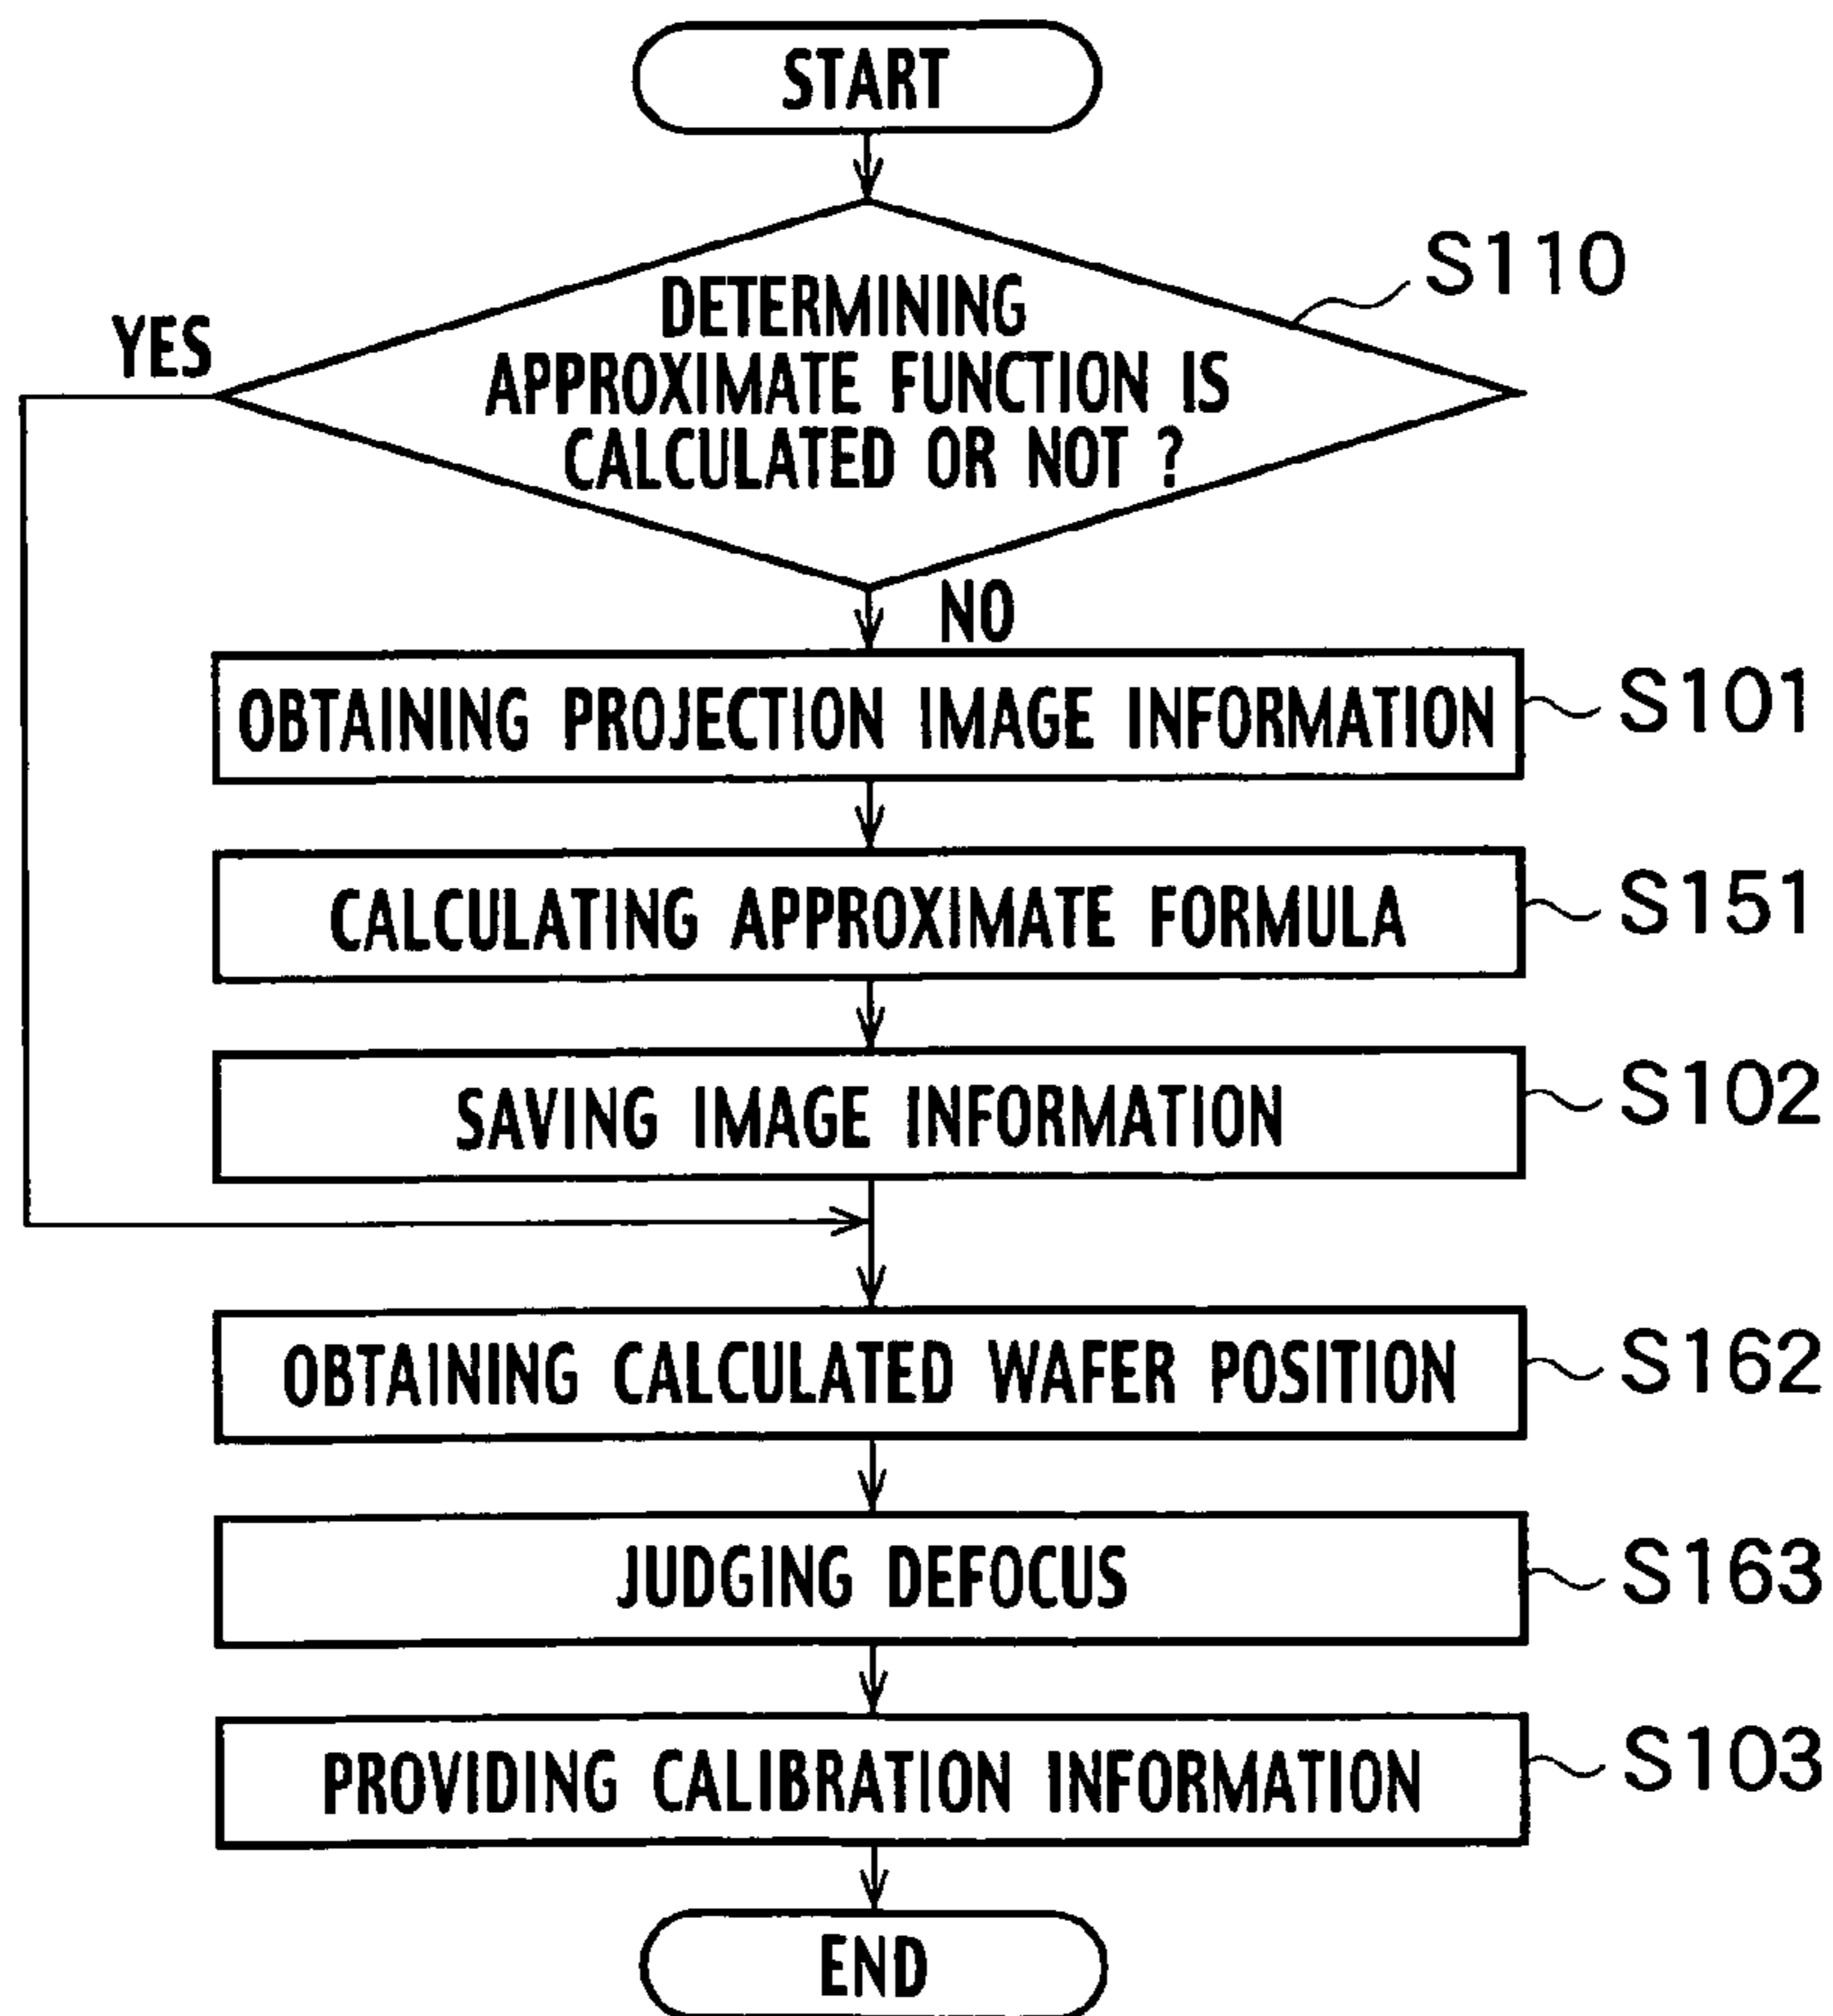 START
DETERMINING
APPROXIMATE FUNCTION IS
CALCULATED OR NOT ?
S110
YES
NO
OBTAINING PROJECTION IMAGE INFORMATION
S101
CALCULATING APPROXIMATE FORMULA
S151
SAVING IMAGE INFORMATION
S102
OBTAINING CALCULATED WAFER POSITION
S162
JUDGING DEFOCUS
S163
PROVIDING CALIBRATION INFORMATION
S103
END